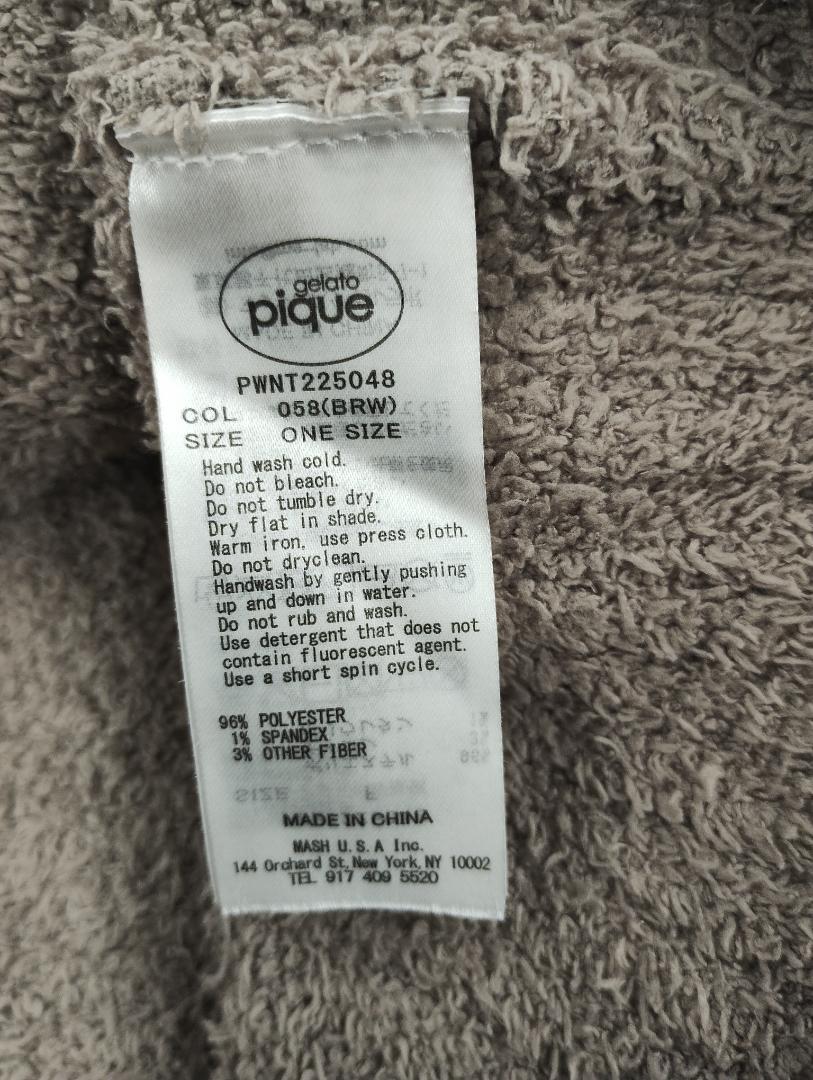 gelato
pique
PWNT225048
COL 058(BRW)
SIZE ONE SIZE
Hand wash cold.
Do not bleach.
Do not tumble dry.
Dry flat in shade.
Warm iron. use press cloth.
Do not dryclean.
Handwash by gently pushing
up and down in water.
Do not rub and wash.
Use detergent that does not
contain fluorescent agent.
Use a short spin cycle.
96% POLYESTER
1% SPANDEX
3% OTHER FIBER
MADE IN CHINA
MASH U.S.A Inc.
144 Orchard St, New York, NY 10002
TEL 917 409 5520